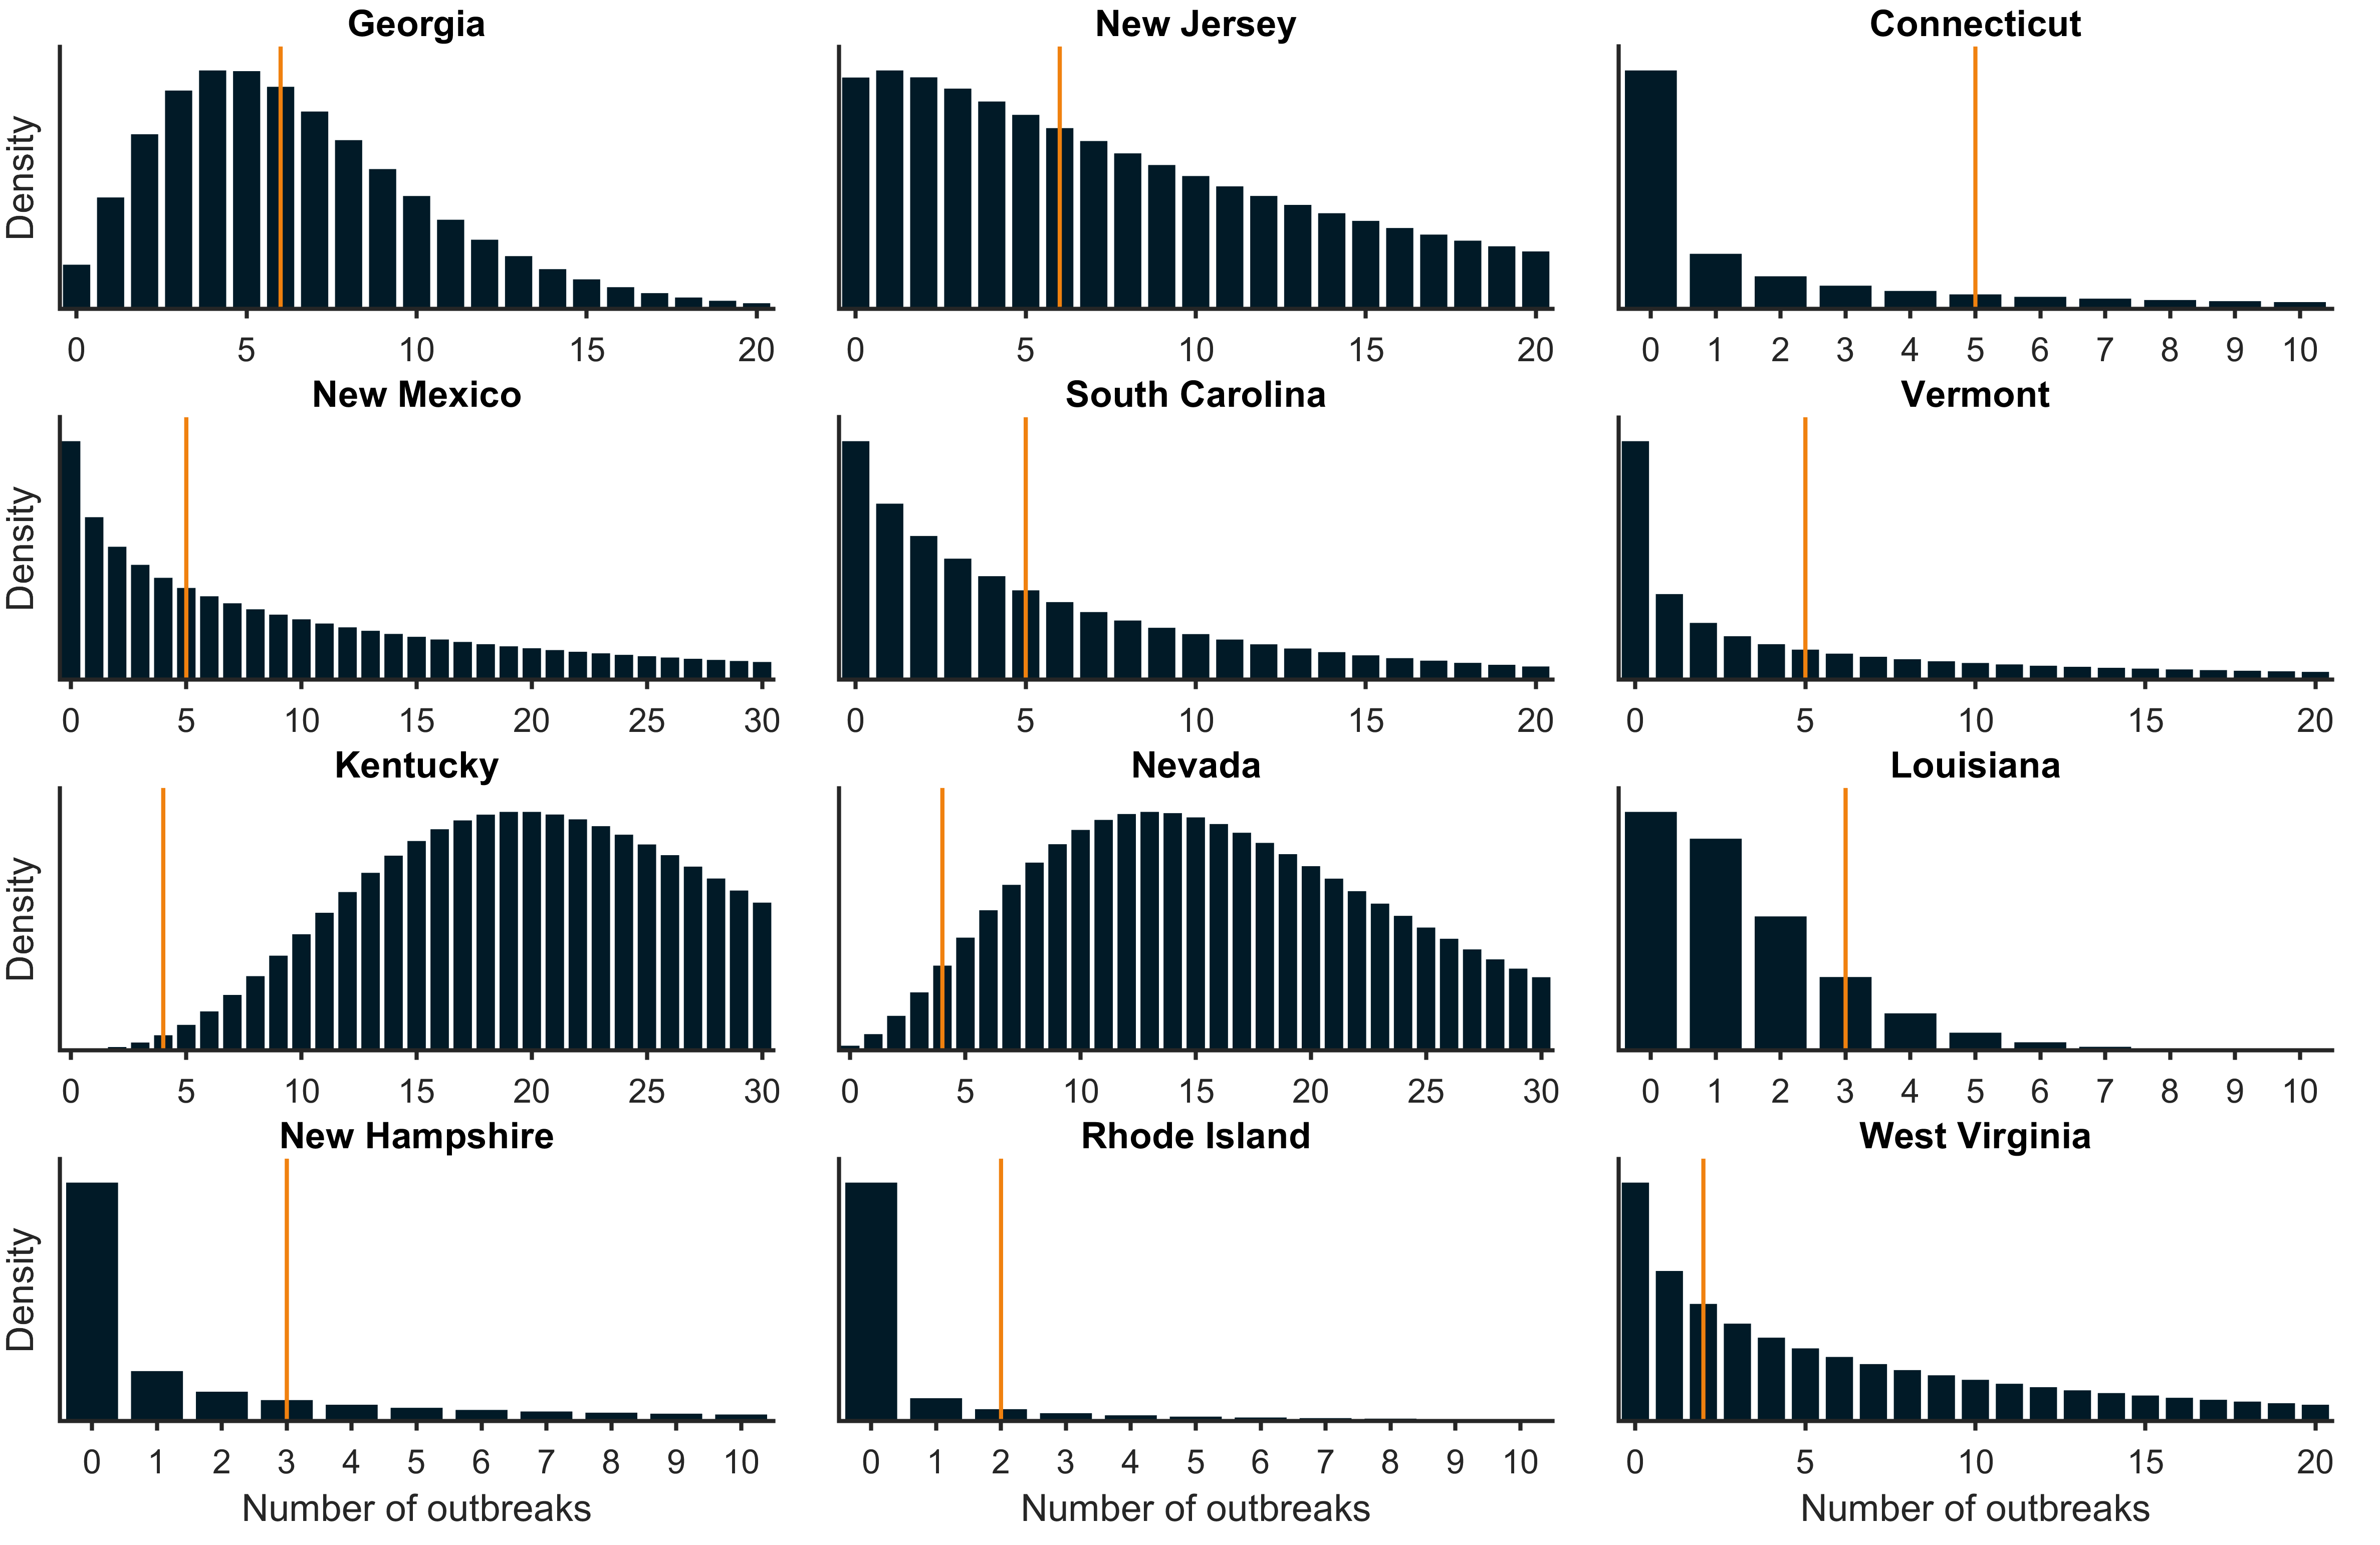 Georgia New Jersey Connecticut
Density
0 5 10 15 20 0 5 10 15 20 0 1 2 3 4 5 6 7 8 9 10
New Mexico South Carolina Vermont
Density
0 5 10 15 20 25 30 0 5 10 15 20 0 5 10 15 20
Kentucky Nevada Louisiana
Density
0 5 10 15 20 25 30 0 5 10 15 20 25 30 0 1 2 3 4 5 6 7 8 9 10
New Hampshire Rhode Island West Virginia
Density
0 1 2 3 4 5 6 7 8 9 10 0 1 2 3 4 5 6 7 8 9 10 0 5 10 15 20
Number of outbreaks Number of outbreaks Number of outbreaks